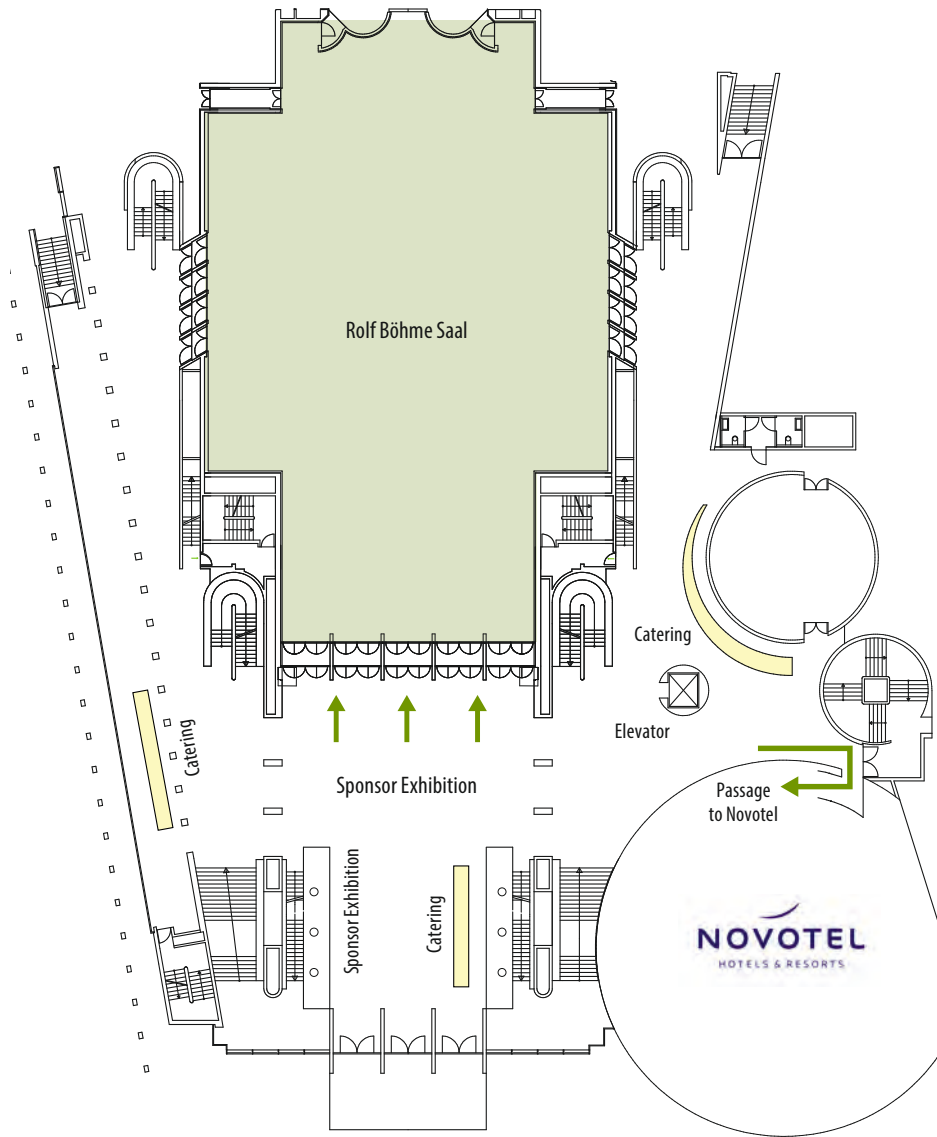 Rolf Böhme Saal
Catering
Elevator
Catering
Sponsor Exhibition
Passage
to Novotel
Sponsor Exhibition
Catering
NOVOTEL
HOTELS & RESORTS